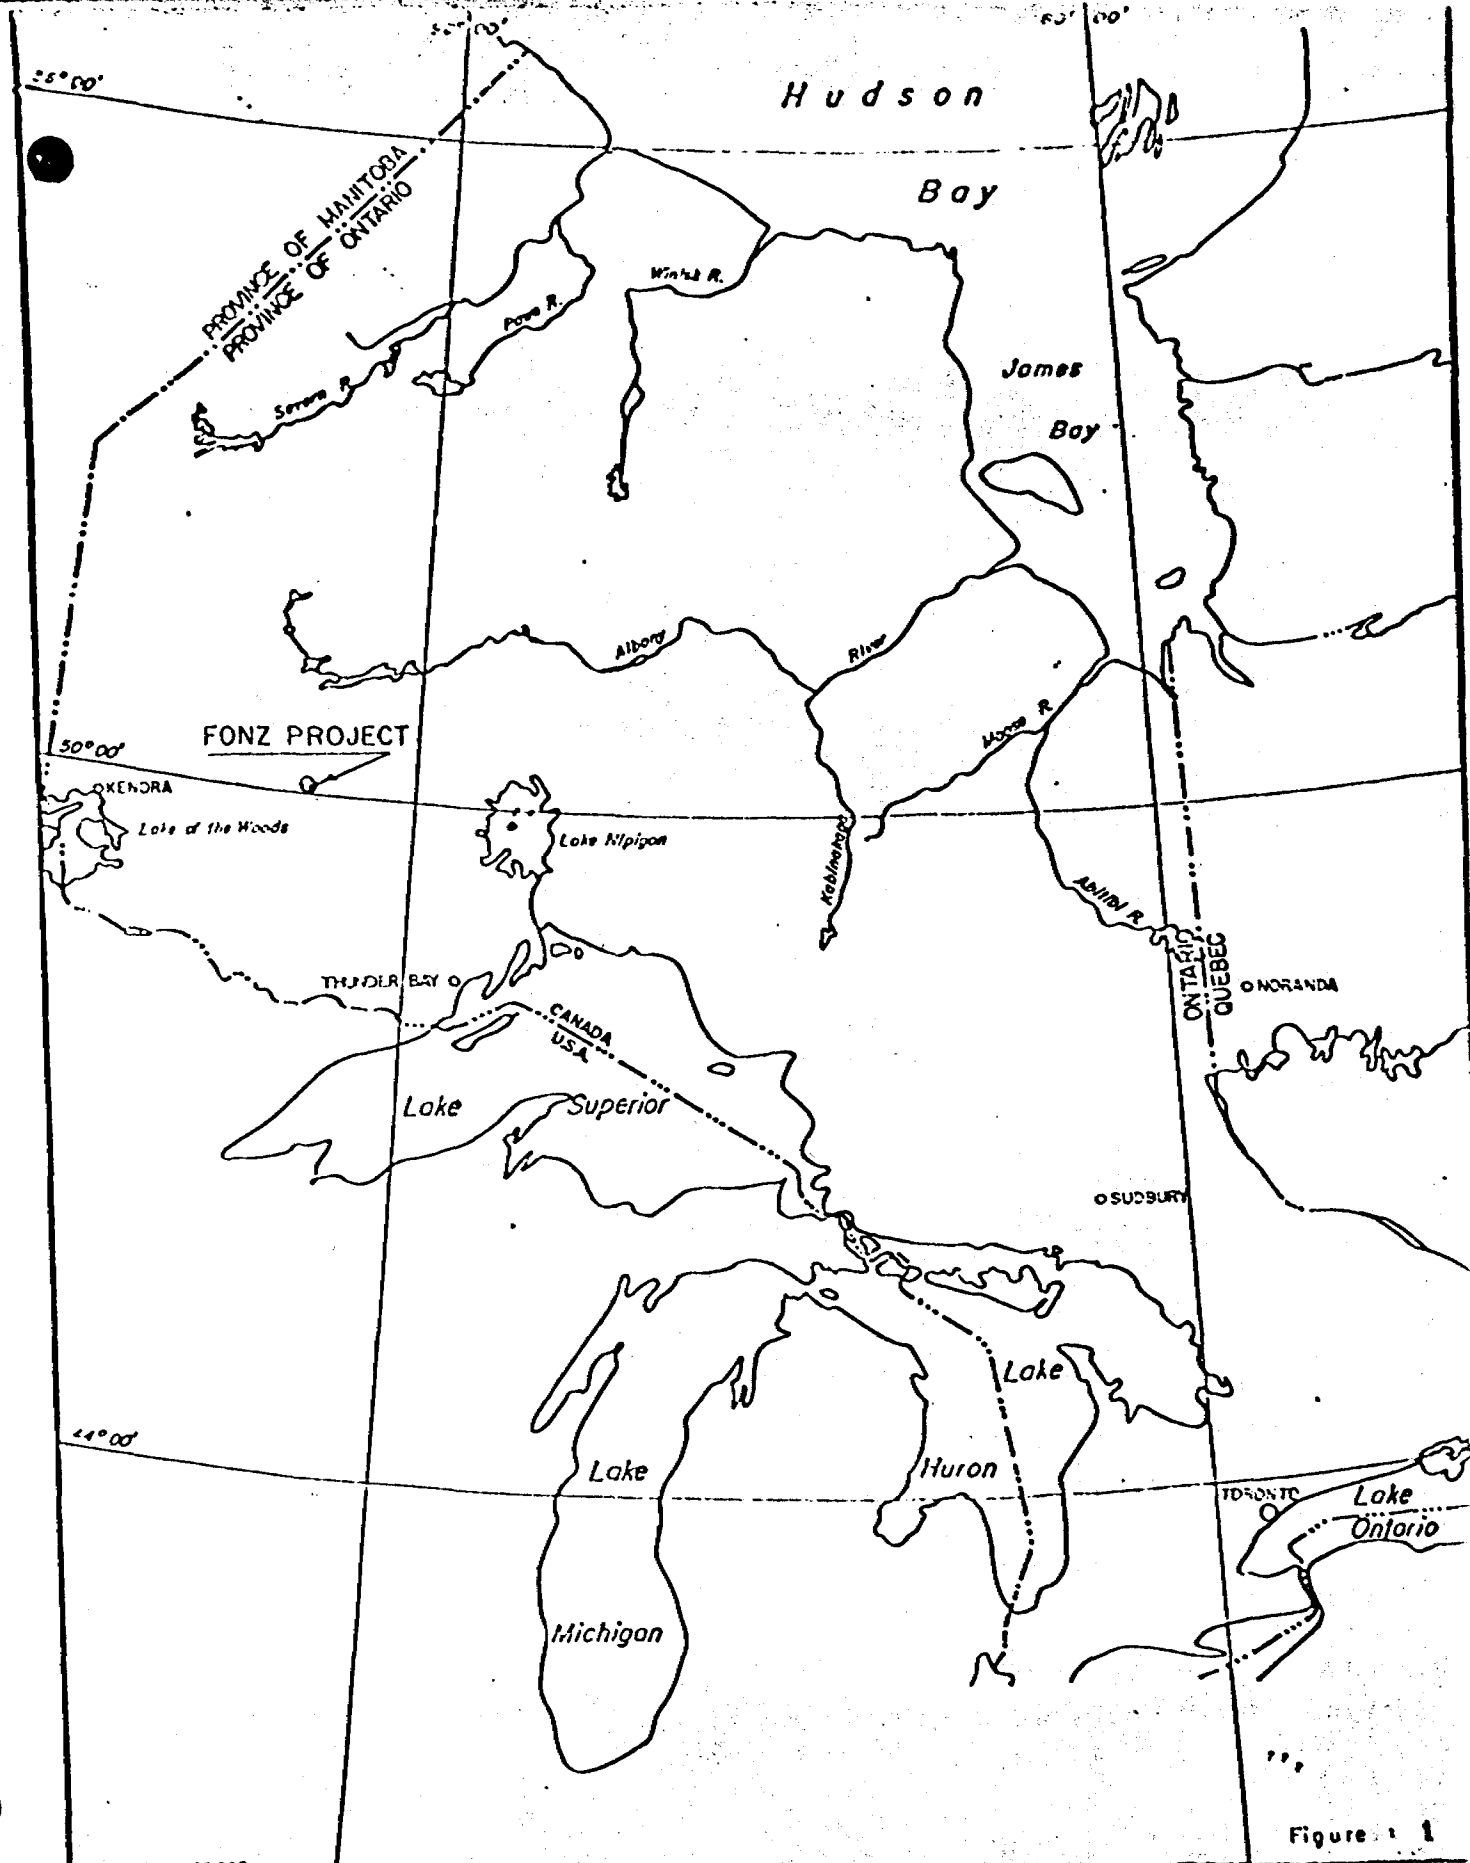 Hudson
Bay
PROVINCE OF MANITOBA
PROVINCE OF ONTARIO
Winisk R.
Severn R.
James
Bay
Albany
River
Moose R.
FONZ PROJECT
50°00'
KENORA
Lake of the Woods
Lake Nipigon
Abitibi R.
ONTARIO
QUEBEC
NORANDA
THUNDER BAY
CANADA
U.S.A.
Lake
Superior
SUDBURY
Lake
Huron
44°00'
Lake
Michigan
TORONTO
Lake
Ontario
Figure : 1